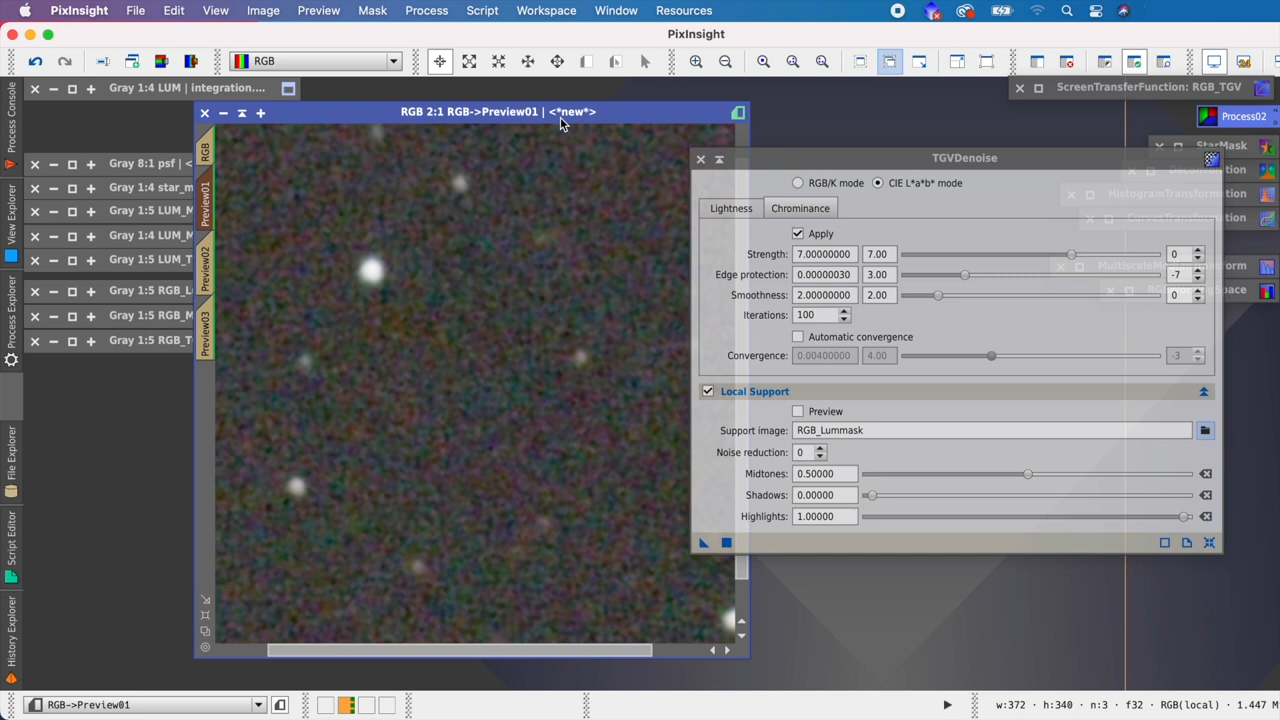 PixInsight File Edit View Image Preview Mask Process Script Workspace Window Resources
PixInsight
RGB
Gray 1:4 LUM | integration....
ScreenTransferFunction: RGB_TGV
RGB 2:1 RGB->Preview01 | <*new*>
Process02
Process Console
View Explorer
Process Explorer
File Explorer
Script Editor
History Explorer
Gray 8:1 psf | <
Gray 1:4 star_m
Gray 1:5 LUM_M
Gray 1:4 LUM_M
Gray 1:5 LUM_T
Gray 1:5 RGB_L
Gray 1:5 RGB_M
Gray 1:5 RGB_T
RGB
Preview01
Preview02
Preview03
StarMask
Deconvolution
HistogramTransformation
CurvesTransformation
TGVDenoise
RGB/K mode CIE L*a*b* mode
Lightness Chrominance
Apply
Strength: 7.00000000 7.00 0
Edge protection: 0.00000030 3.00 -7
Smoothness: 2.00000000 2.00 0
Iterations: 100
Automatic convergence
Convergence: 0.00400000 4.00 -3
Local Support
Preview
Support image: RGB_Lummask
Noise reduction: 0
Midtones: 0.50000
Shadows: 0.00000
Highlights: 1.00000
RGB->Preview01
w:372 · h:340 · n:3 · f32 · RGB(local) · 1.447 M